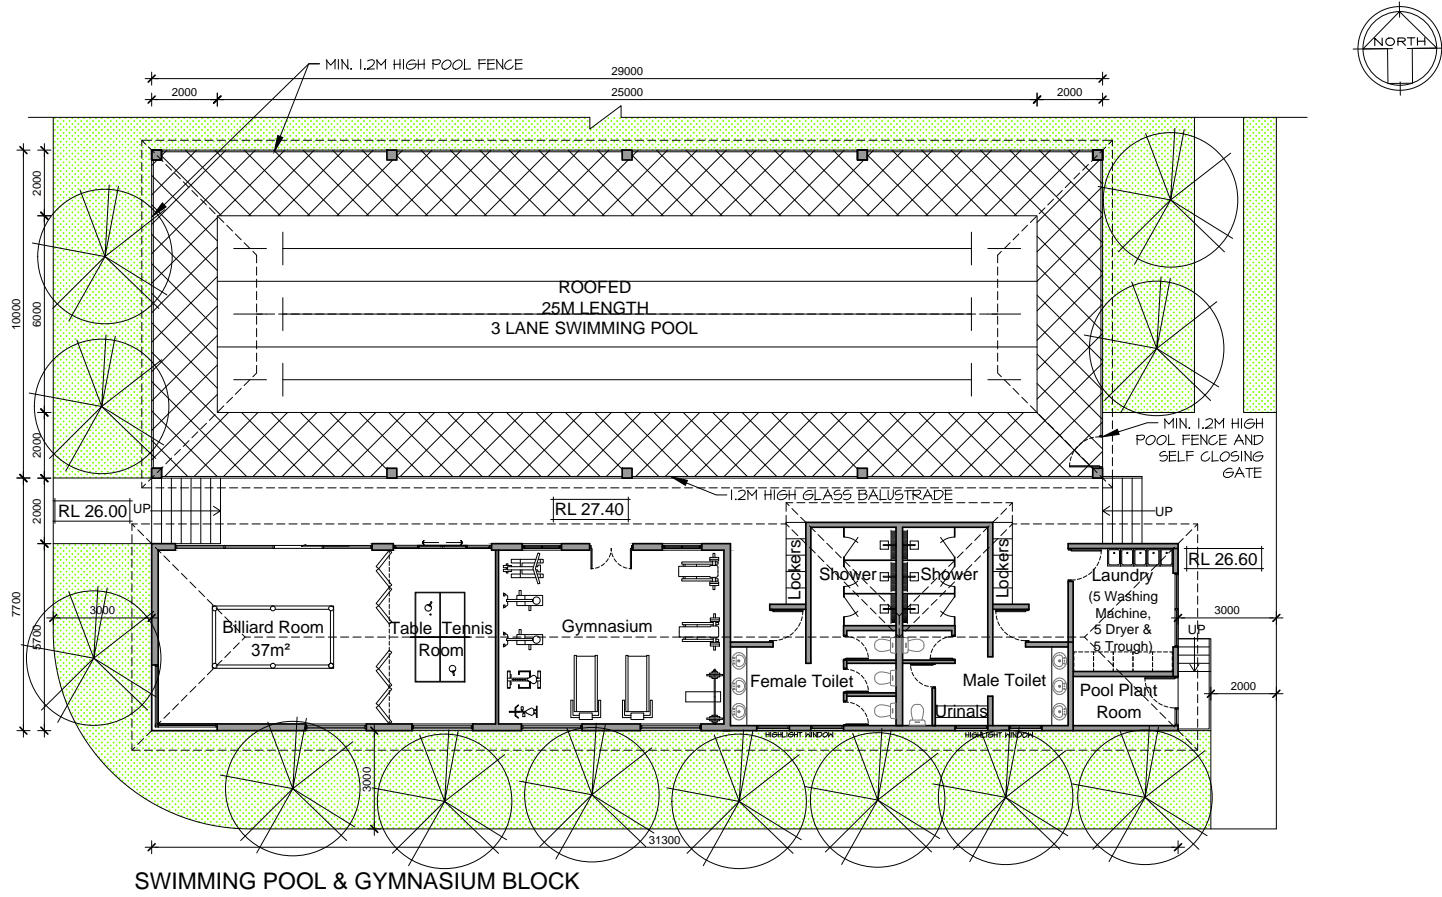 NORTH
MIN. 1.2M HIGH POOL FENCE
29000
2000
25000
2000
10000
2000
6000
2000
ROOFED
25M LENGTH
3 LANE SWIMMING POOL
MIN. 1.2M HIGH
POOL FENCE AND
SELF CLOSING
GATE
1.2M HIGH GLASS BALUSTRADE
2000
RL 26.00
UP
RL 27.40
UP
RL 26.60
7700
5700
3000
Billiard Room
37m²
Table Tennis
Room
Gymnasium
Lockers
Shower
Shower
Lockers
Laundry
(5 Washing
Machine,
5 Dryer &
5 Trough)
3000
UP
2000
Female Toilet
Male Toilet
Urinals
Pool Plant
Room
HIGHLIGHT WINDOW
HIGHLIGHT WINDOW
3000
31300
SWIMMING POOL & GYMNASIUM BLOCK